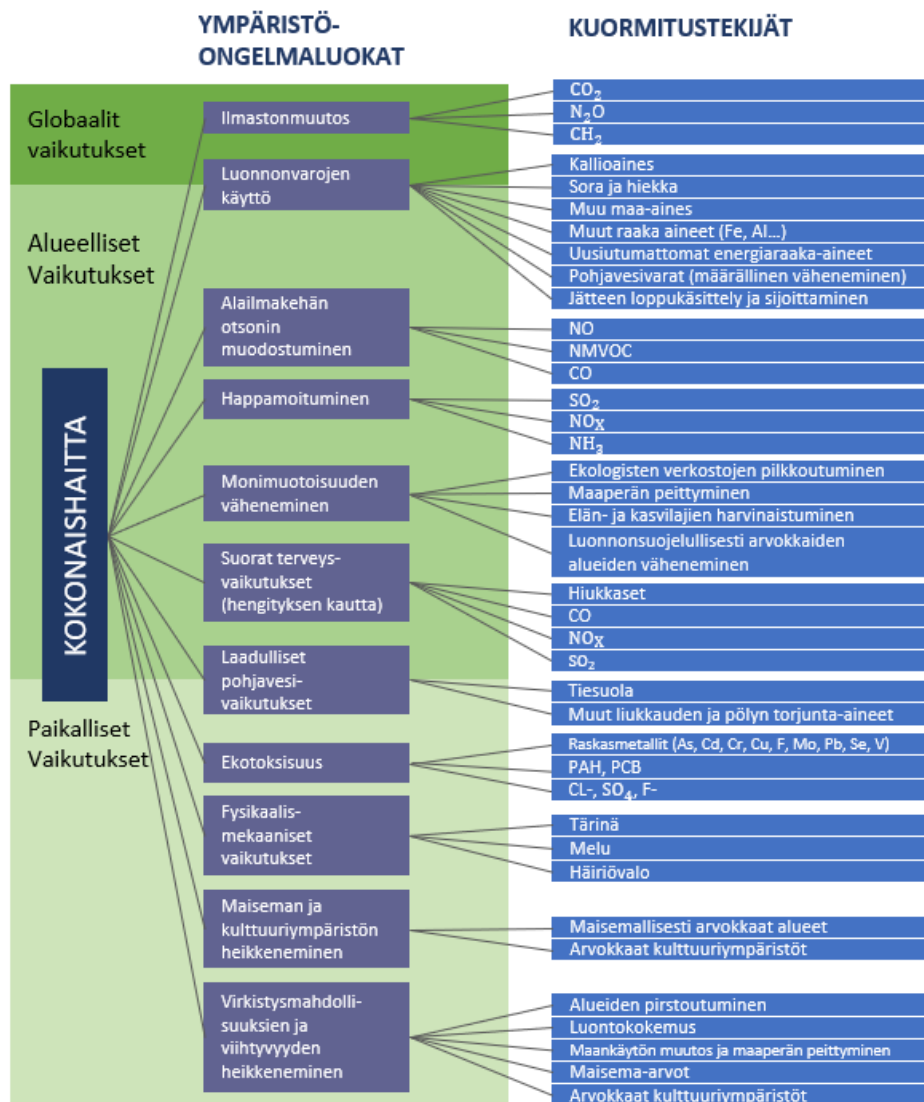 YMPÄRISTÖ-
ONGELMALUOKAT
KUORMITUSTEKIJÄT
Globaalit
vaikutukset
Alueelliset
Vaikutukset
KOKONAISHAITTA
Paikalliset
Vaikutukset
Ilmastonmuutos
CO₂
N₂O
CH₂
Luonnonvarojen
käyttö
Kallioaines
Sora ja hiekka
Muu maa-aines
Muut raaka aineet (Fe, Al...)
Uusiutumattomat energiaraaka-aineet
Pohjavesivarat (määrällinen väheneminen)
Jätteen loppukäsittely ja sijoittaminen
Alailmakehän
otsonin
muodostuminen
NO
NMVOC
CO
Happamoituminen
SO₂
NOX
NH₃
Monimuotoisuuden
väheneminen
Ekologisten verkostojen pilkkoutuminen
Maaperän peittyminen
Elän- ja kasvilajien harvinaistuminen
Luonnonsuojelullisesti arvokkaiden
alueiden väheneminen
Suorat terveys-
vaikutukset
(hengityksen kautta)
Hiukkaset
CO
NOX
SO₂
Laadulliset
pohjavesi-
vaikutukset
Tiesuola
Muut liukkauden ja pölyn torjunta-aineet
Ekotoksisuus
Raskasmetallit (As, Cd, Cr, Cu, F, Mo, Pb, Se, V)
PAH, PCB
CL-, SO₄, F-
Fysikaalis-
mekaaniset
vaikutukset
Tärinä
Melu
Häiriövalo
Maiseman ja
kulttuuriympäristön
heikkeneminen
Maisemallisesti arvokkaat alueet
Arvokkaat kulttuuriympäristöt
Virkistysmahdolli-
suuksien ja
viihtyvyyden
heikkeneminen
Alueiden pirstoutuminen
Luontokokemus
Maankäytön muutos ja maaperän peittyminen
Maisema-arvot
Arvokkaat kulttuuriympäristöt